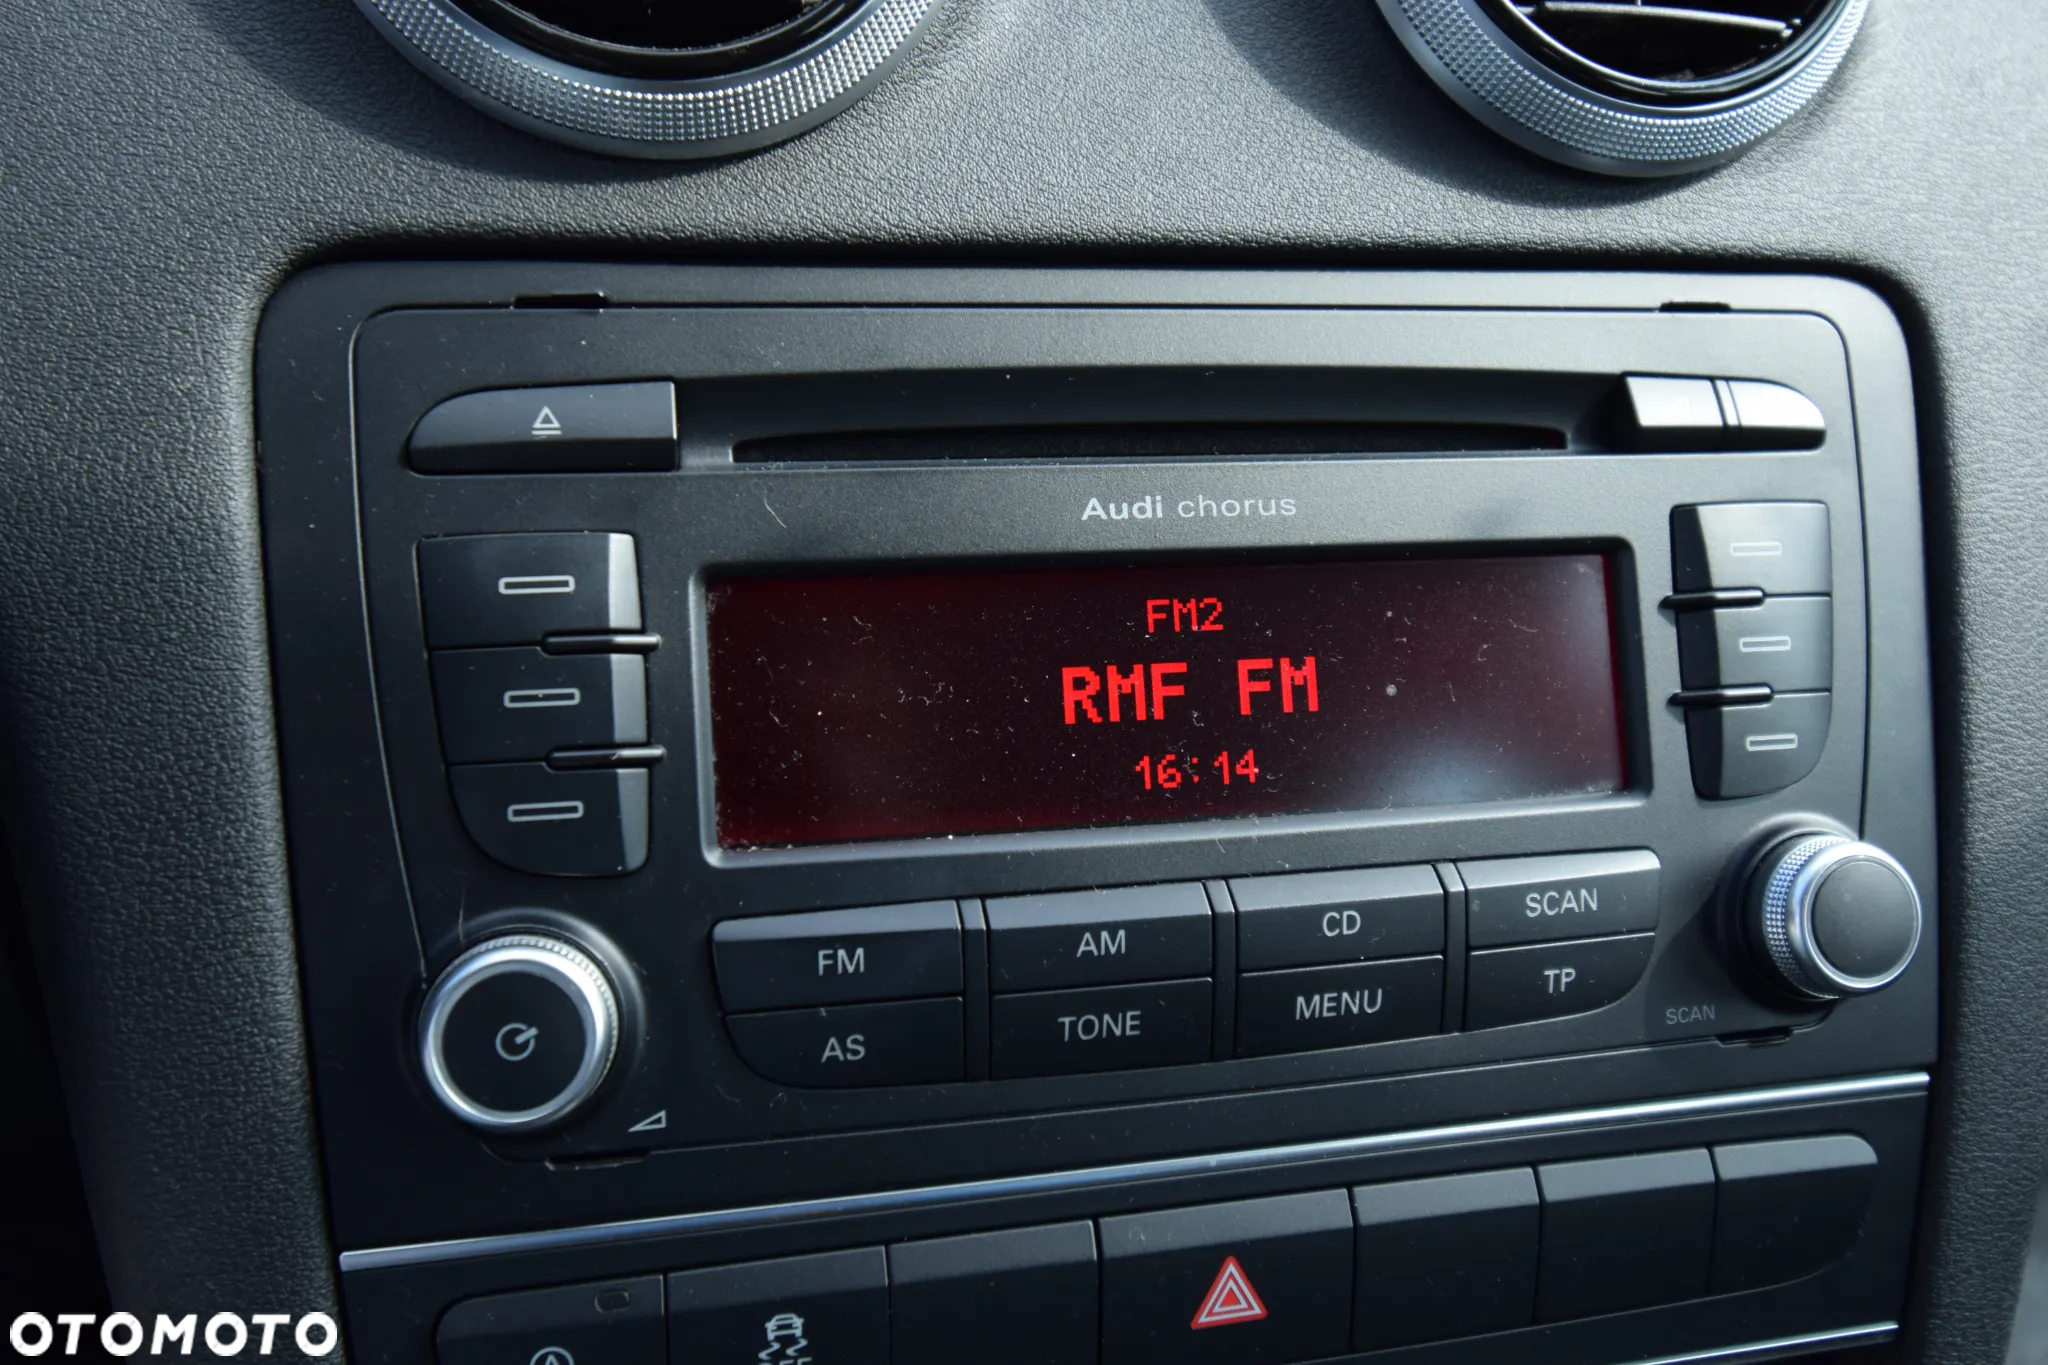 Audi chorus
FM2
RMF FM
16:14
FM
AM
CD
SCAN
AS
TONE
MENU
TP
SCAN
OTOMOTO